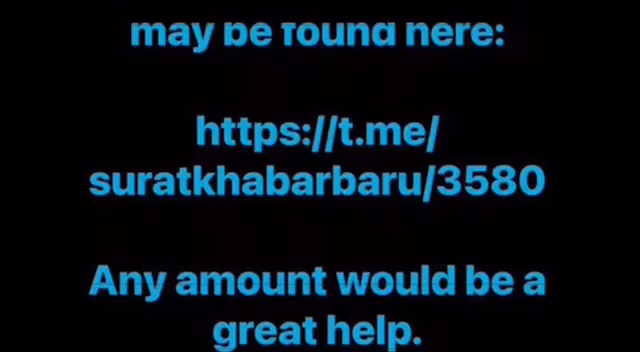 may be found here:
https://t.me/
suratkhabarbaru/3580
Any amount would be a
great help.